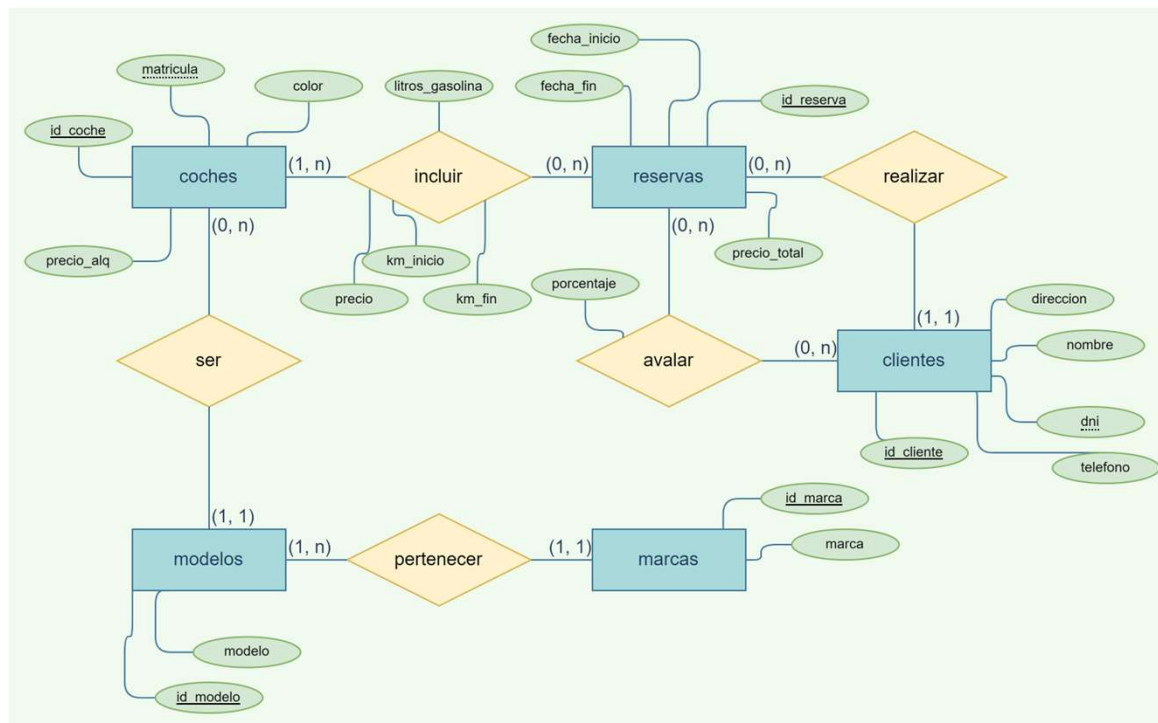 fecha_inicio
matricula
color
litros_gasolina
fecha_fin
id_reserva
id_coche
coches
(1, n)
incluir
(0, n)
reservas
(0, n)
realizar
(0, n)
(0, n)
precio_alq
km_inicio
precio_total
precio
km_fin
porcentaje
direccion
(1, 1)
ser
avalar
(0, n)
clientes
nombre
dni
id_cliente
telefono
id_marca
(1, 1)
modelos
(1, n)
pertenecer
(1, 1)
marcas
marca
modelo
id_modelo